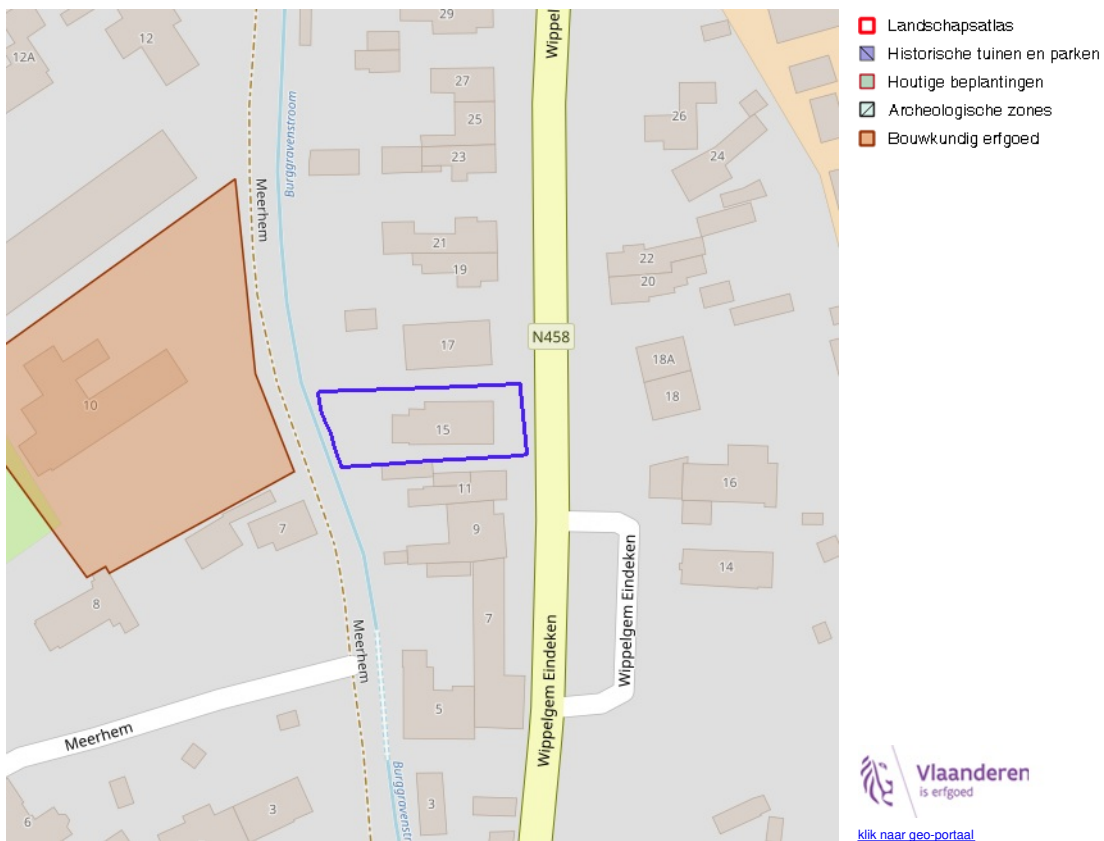 29
12
12A
Wippel
27
25
23
26
24
Burggravenstroom
Meerhem
21
19
22
20
17
N458
18A
18
10
15
11
9
16
7
14
8
7
Wippelgem Eindeken
Meerhem
Wippelgem Eindeken
5
Meerhem
Burggravenstr
3
3
6
Landschapsatlas
Historische tuinen en parken
Houtige beplantingen
Archeologische zones
Bouwkundig erfgoed
Vlaanderen
is erfgoed
klik naar geo-portaal